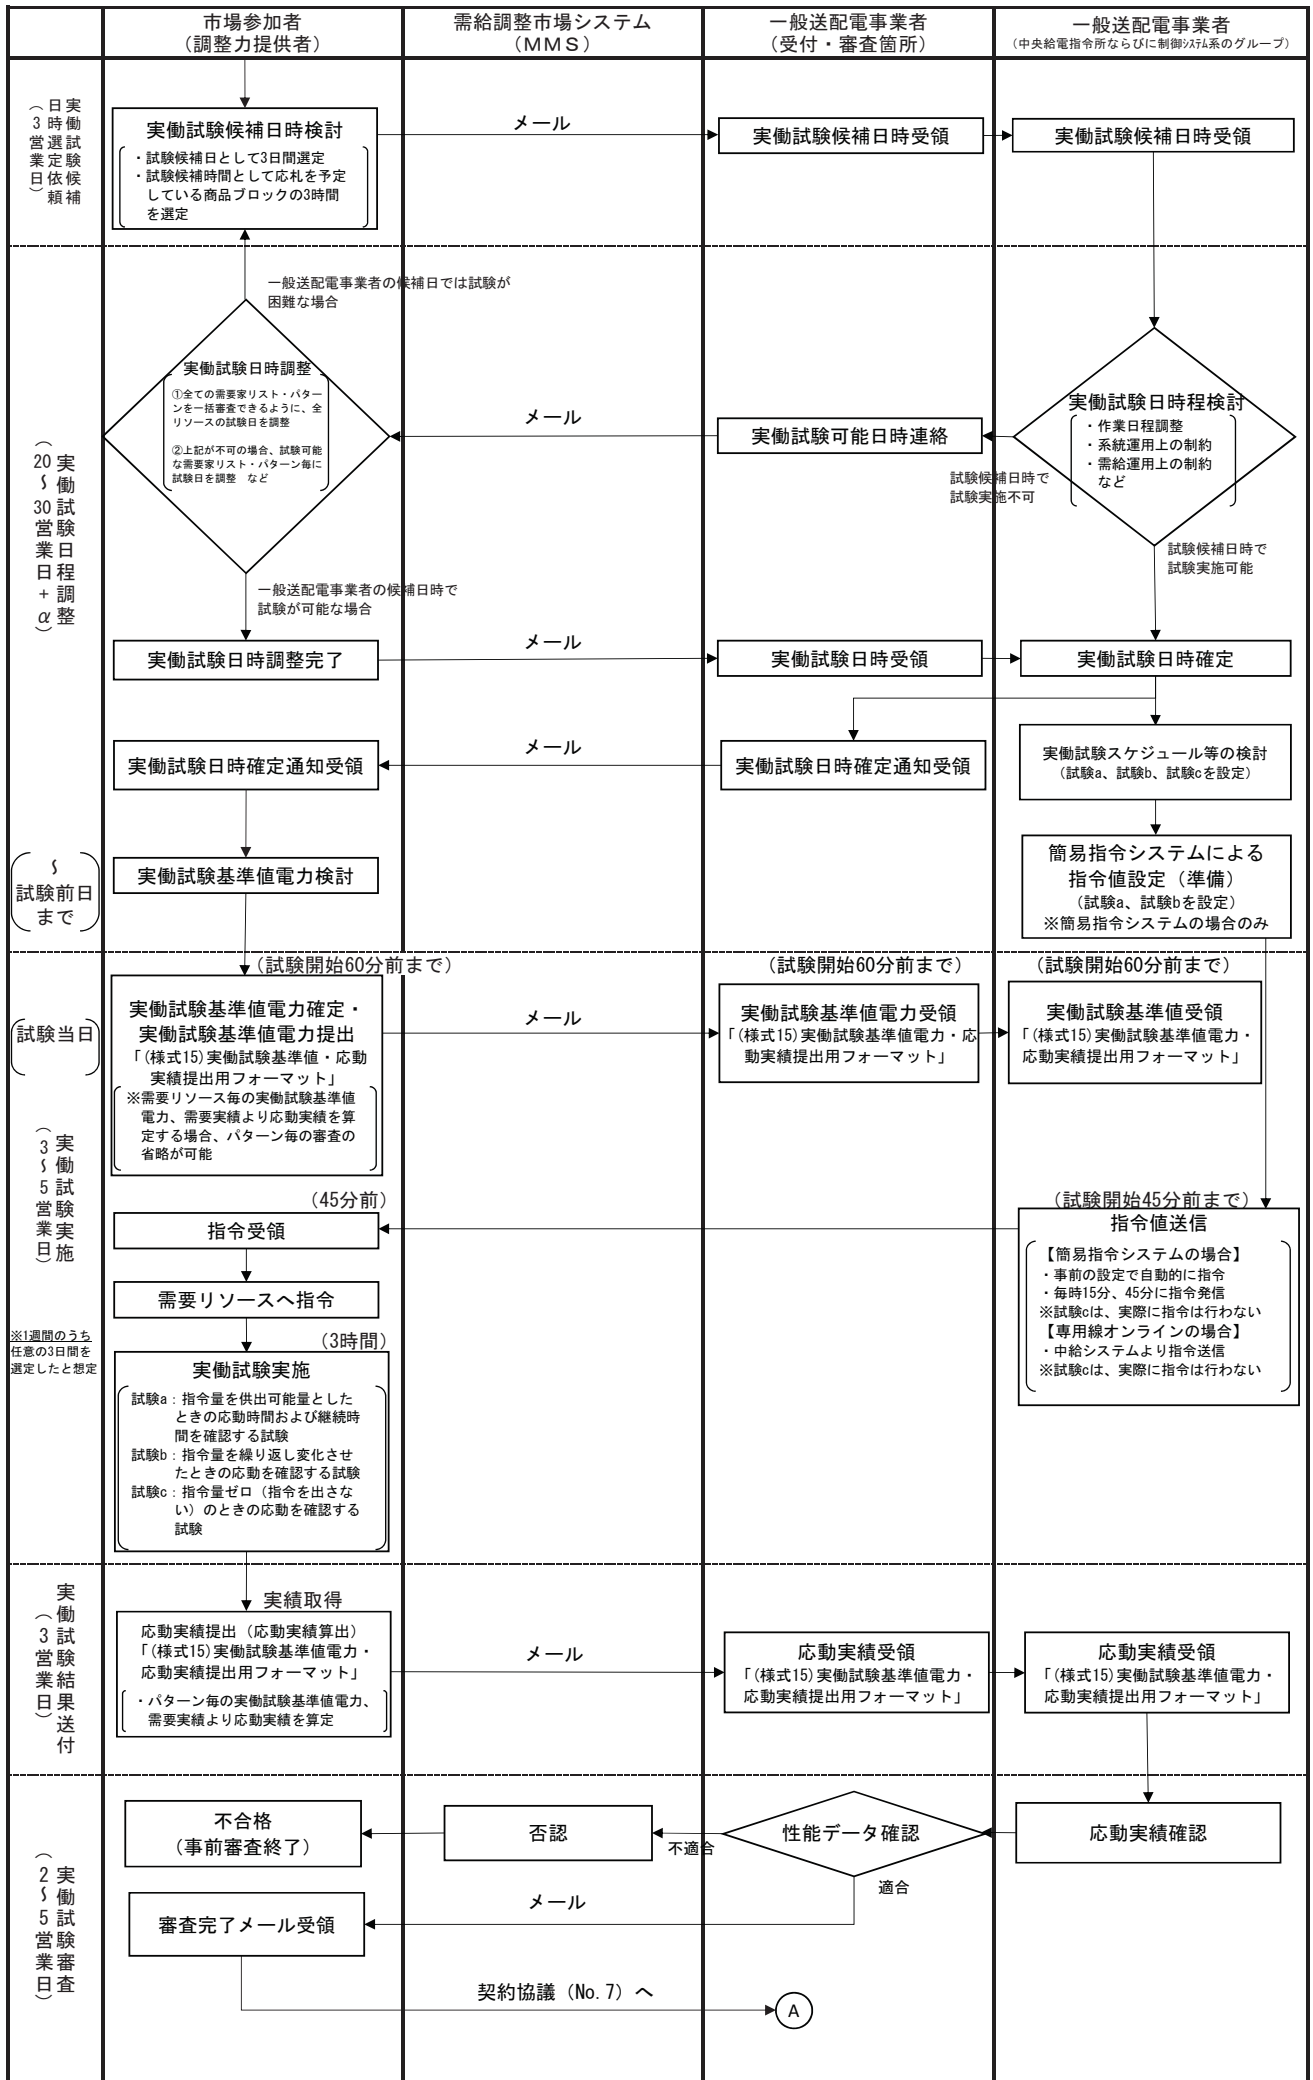 市場参加者
（調整力提供者）
需給調整市場システム
（ＭＭＳ）
一般送配電事業者
（受付・審査箇所）
一般送配電事業者
（中央給電指令所ならびに制御ｼｽﾃﾑ系のグループ）
実働試験候補
日時選定依頼
（3営業日）
実働試験候補日時検討
・試験候補日として3日間選定
・試験候補時間として応札を予定
している商品ブロックの3時間
を選定
メール
実働試験候補日時受領
実働試験候補日時受領
実働試験日程調整
（20～30営業日+α）
一般送配電事業者の候補日では試験が
困難な場合
実働試験日時調整
①全ての需要家リスト・パター
ンを一括審査できるように、全
リソースの試験日を調整
②上記が不可の場合、試験可能
な需要家リスト・パターン毎に
試験日を調整　など
メール
実働試験可能日時連絡
実働試験日時程検討
・作業日程調整
・系統運用上の制約
・需給運用上の制約
など
試験候補日時で
試験実施不可
試験候補日時で
試験実施可能
一般送配電事業者の候補日時で
試験が可能な場合
実働試験日時調整完了
メール
実働試験日時受領
実働試験日時確定
実働試験日時確定通知受領
メール
実働試験日時確定通知受領
実働試験スケジュール等の検討
（試験a、試験b、試験cを設定）
～
試験前日
まで
実働試験基準値電力検討
簡易指令システムによる
指令値設定（準備）
（試験a、試験bを設定）
※簡易指令システムの場合のみ
（試験開始60分前まで）
（試験開始60分前まで）
（試験開始60分前まで）
試験当日
実働試験基準値電力確定・
実働試験基準値電力提出
「(様式15)実働試験基準値・応動
実績提出用フォーマット」
※需要リソース毎の実働試験基準値
電力、需要実績より応動実績を算
定する場合、パターン毎の審査の
省略が可能
メール
実働試験基準値電力受領
「(様式15)実働試験基準値電力・応
動実績提出用フォーマット」
実働試験基準値受領
「(様式15)実働試験基準値電力・
応動実績提出用フォーマット」
実働試験実施
（3～5営業日）
※1週間のうち
任意の3日間を
選定したと想定
（45分前）
指令受領
需要リソースへ指令
（試験開始45分前まで）
指令値送信
【簡易指令システムの場合】
・事前の設定で自動的に指令
・毎時15分、45分に指令発信
※試験cは、実際に指令は行わない
【専用線オンラインの場合】
・中給システムより指令送信
※試験cは、実際に指令は行わない
（3時間）
実働試験実施
試験a：指令量を供出可能量とした
ときの応動時間および継続時
間を確認する試験
試験b：指令量を繰り返し変化させ
たときの応動を確認する試験
試験c：指令量ゼロ（指令を出さな
い）のときの応動を確認する
試験
実働試験結果送付
（3営業日）
実績取得
応動実績提出（応動実績算出）
「(様式15)実働試験基準値電力・
応動実績提出用フォーマット」
・パターン毎の実働試験基準値電力、
需要実績より応動実績を算定
メール
応動実績受領
「(様式15)実働試験基準値電力・
応動実績提出用フォーマット」
応動実績受領
「(様式15)実働試験基準値電力・
応動実績提出用フォーマット」
実働試験審査
（2～5営業日）
不合格
（事前審査終了）
否認
不適合
性能データ確認
応動実績確認
適合
審査完了メール受領
メール
契約協議（No.7）へ
A